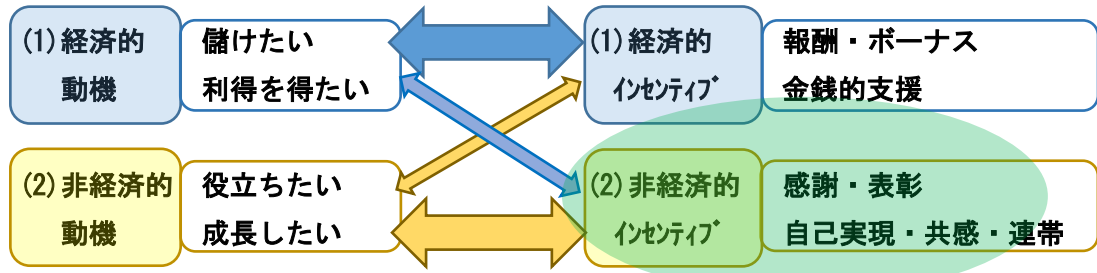 (1)経済的
動機
儲けたい
利得を得たい
(1)経済的
ｲﾝｾﾝﾃｨﾌﾞ
報酬・ボーナス
金銭的支援
(2)非経済的
動機
役立ちたい
成長したい
(2)非経済的
ｲﾝｾﾝﾃｨﾌﾞ
感謝・表彰
自己実現・共感・連帯